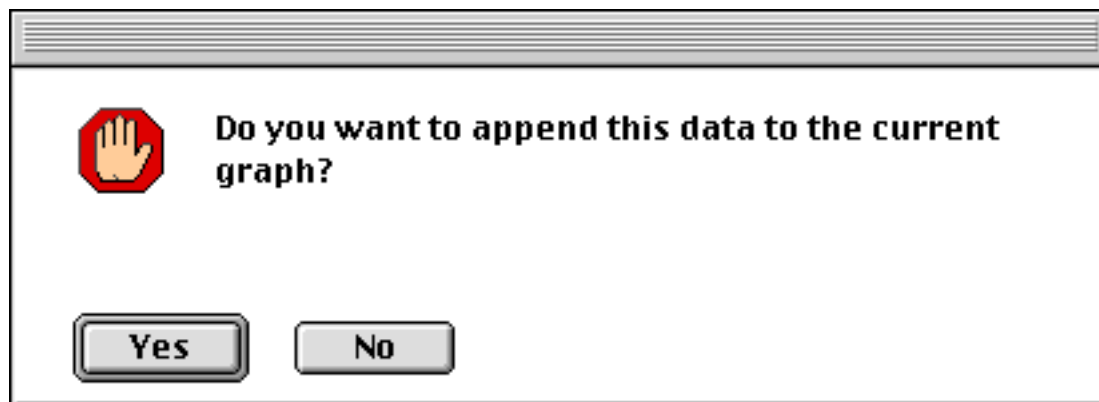 Do you want to append this data to the current
graph?
Yes No